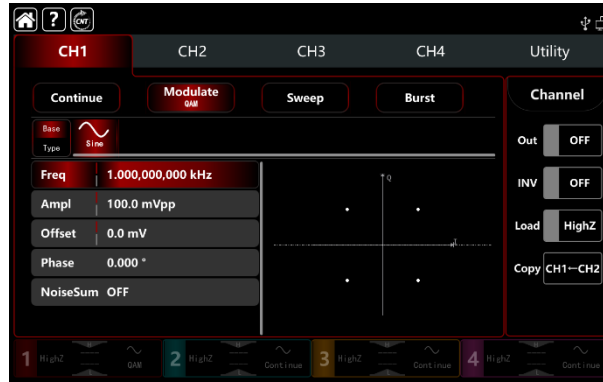 ? CNT
CH1 CH2 CH3 CH4 Utility
Continue Modulate QAM Sweep Burst Channel
Base Type Sine
Out OFF
Freq 1.000,000,000 kHz
Q
INV OFF
Ampl 100.0 mVpp
Offset 0.0 mV
Load HighZ
I
Phase 0.000 °
Copy CH1←CH2
NoiseSum OFF
1 HighZ QAM 2 HighZ Continue 3 HighZ Continue 4 HighZ Continue